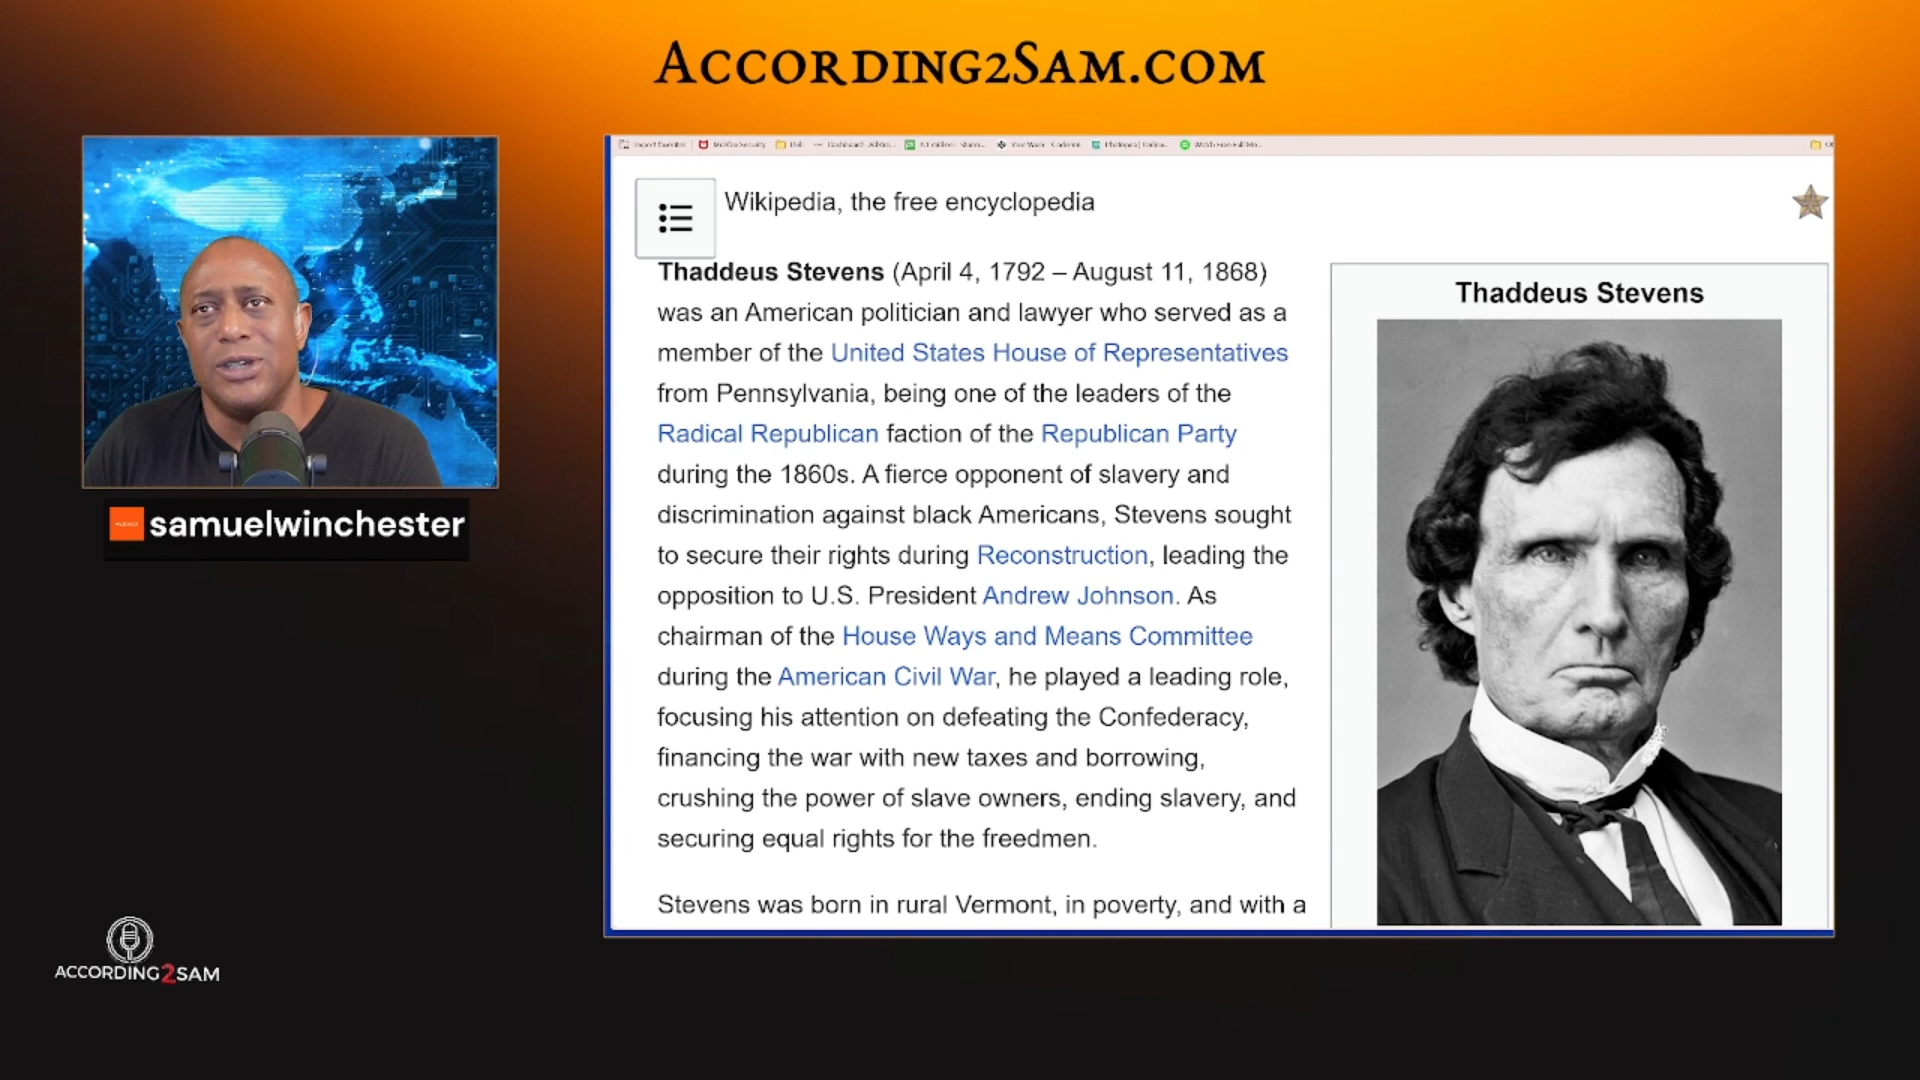 According2Sam.com
Import favorites
McAfee Security
Dell
Wikipedia, the free encyclopedia
Thaddeus Stevens (April 4, 1792 – August 11, 1868)
was an American politician and lawyer who served as a
member of the United States House of Representatives
from Pennsylvania, being one of the leaders of the
Radical Republican faction of the Republican Party
during the 1860s. A fierce opponent of slavery and
discrimination against black Americans, Stevens sought
to secure their rights during Reconstruction, leading the
opposition to U.S. President Andrew Johnson. As
chairman of the House Ways and Means Committee
during the American Civil War, he played a leading role,
focusing his attention on defeating the Confederacy,
financing the war with new taxes and borrowing,
crushing the power of slave owners, ending slavery, and
securing equal rights for the freedmen.
Stevens was born in rural Vermont, in poverty, and with a
Thaddeus Stevens
samuelwinchester
ACCORDING2SAM